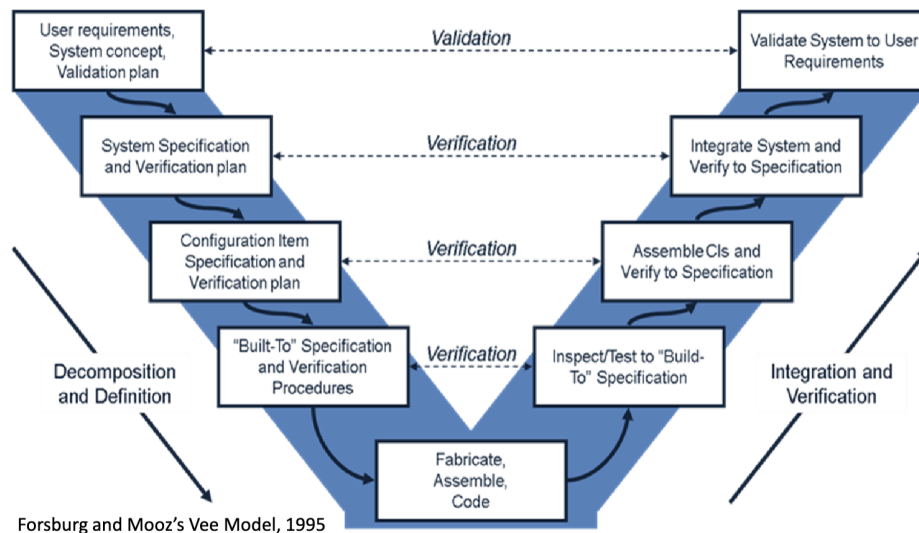 User requirements,
System concept,
Validation plan
Validation
Validate System to User
Requirements
System Specification
and Verification plan
Verification
Integrate System and
Verify to Specification
Configuration Item
Specification and
Verification plan
Verification
Assemble CIs and
Verify to Specification
"Built-To" Specification
and Verification
Procedures
Verification
Inspect/Test to "Build-
To" Specification
Decomposition
and Definition
Integration and
Verification
Fabricate,
Assemble,
Code
Forsburg and Mooz's Vee Model, 1995